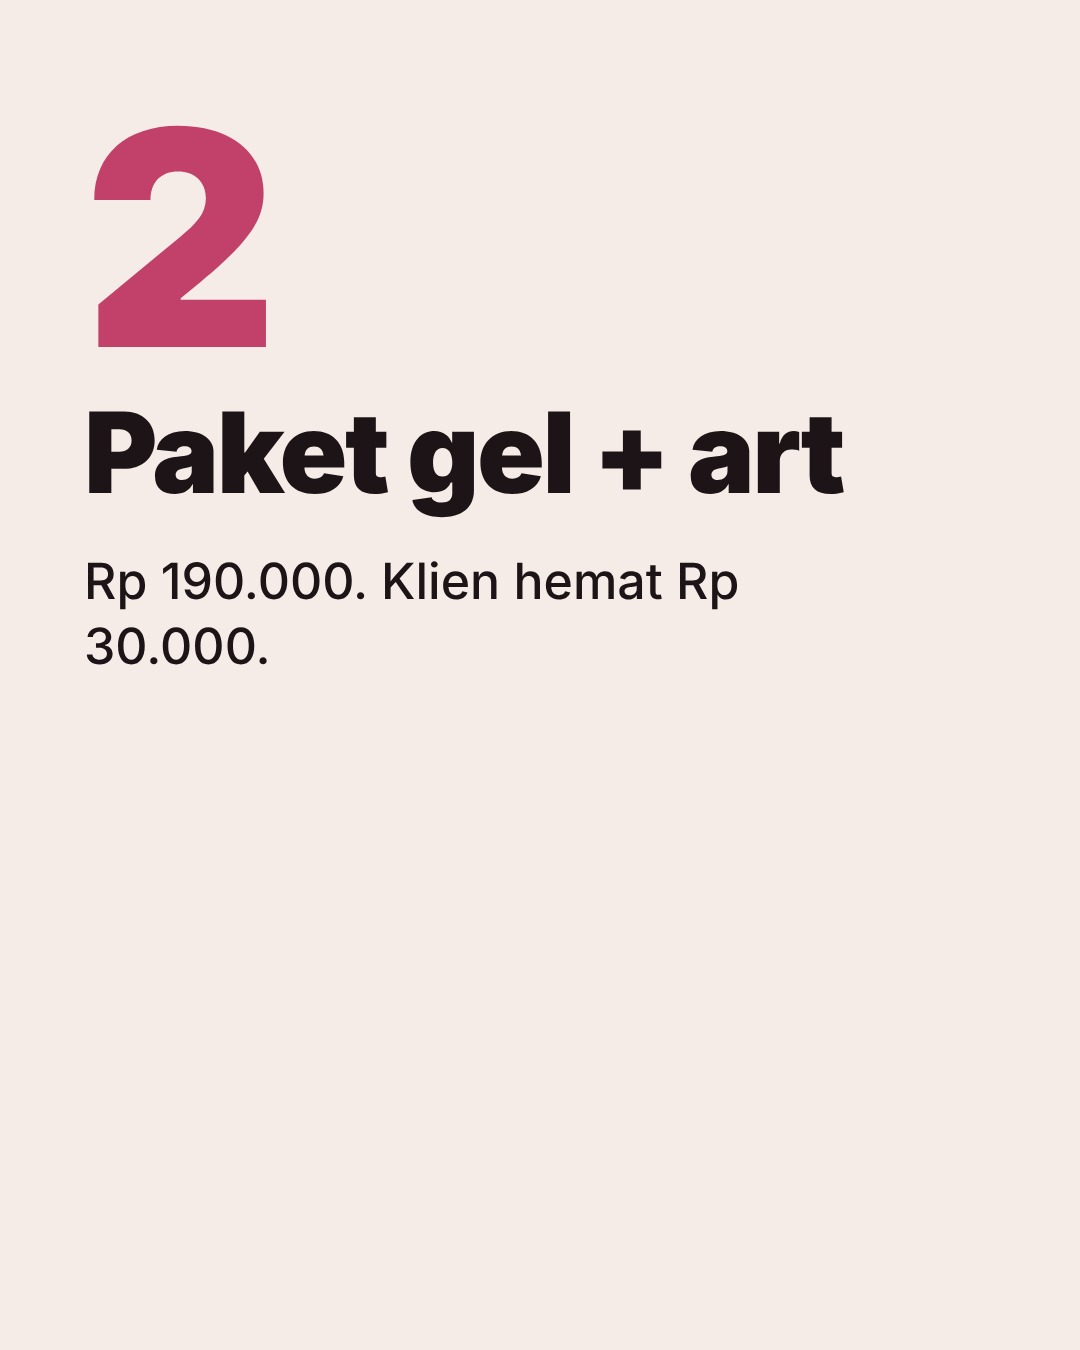 2
Paket gel + art
Rp 190.000. Klien hemat Rp
30.000.